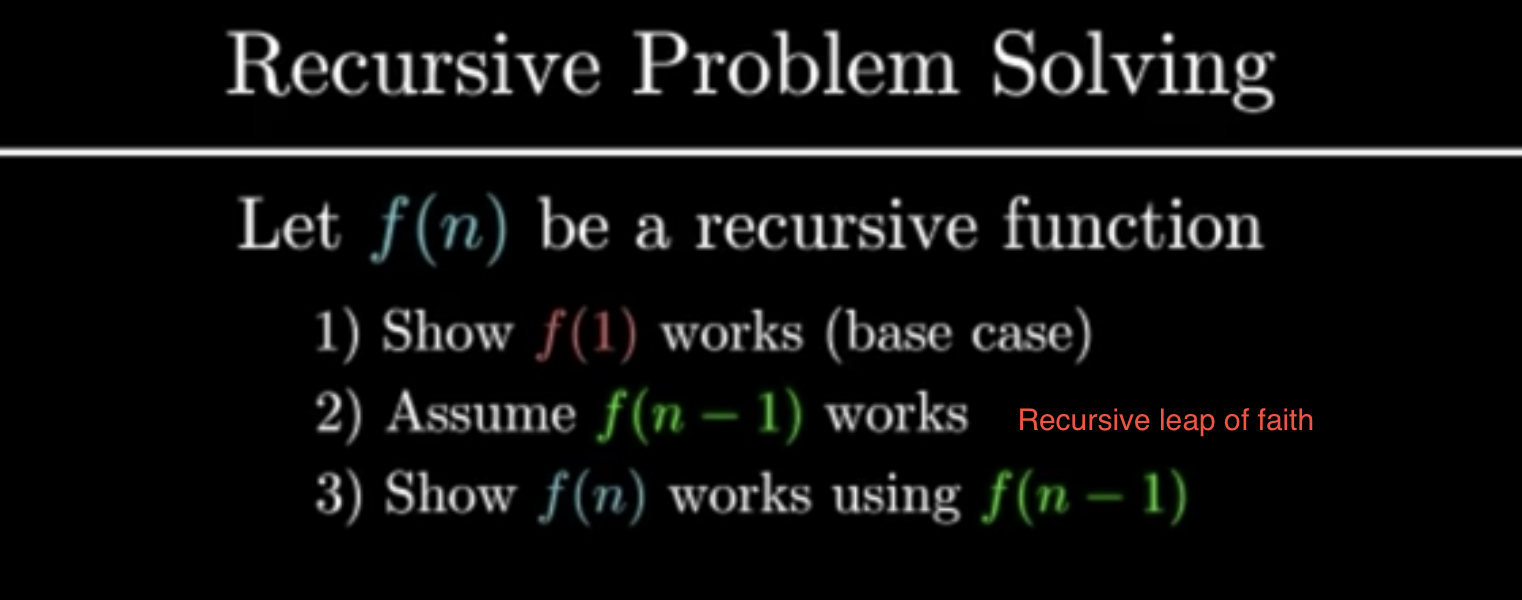 Recursive Problem Solving
Let f(n) be a recursive function
1) Show f(1) works (base case)
2) Assume f(n − 1) works Recursive leap of faith
3) Show f(n) works using f(n − 1)